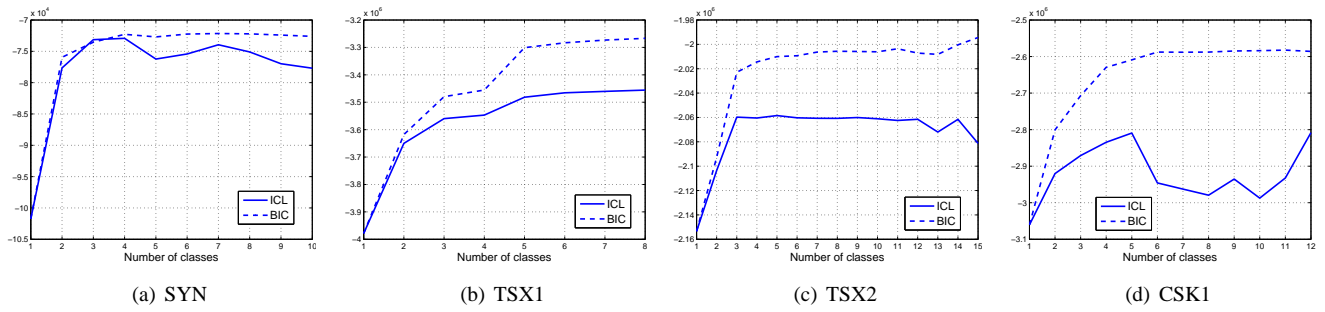 x 10^4
−7
−7.5
−8
−8.5
−9
−9.5
−10
−10.5
1 2 3 4 5 6 7 8 9 10
Number of classes
ICL
BIC
(a) SYN
x 10^6
−3.2
−3.3
−3.4
−3.5
−3.6
−3.7
−3.8
−3.9
−4
1 2 3 4 5 6 7 8
Number of classes
ICL
BIC
(b) TSX1
x 10^6
−1.98
−2
−2.02
−2.04
−2.06
−2.08
−2.1
−2.12
−2.14
−2.16
1 2 3 4 5 6 7 8 9 10 11 12 13 14 15
Number of classes
ICL
BIC
(c) TSX2
x 10^6
−2.5
−2.6
−2.7
−2.8
−2.9
−3
−3.1
1 2 3 4 5 6 7 8 9 10 11 12
Number of classes
ICL
BIC
(d) CSK1